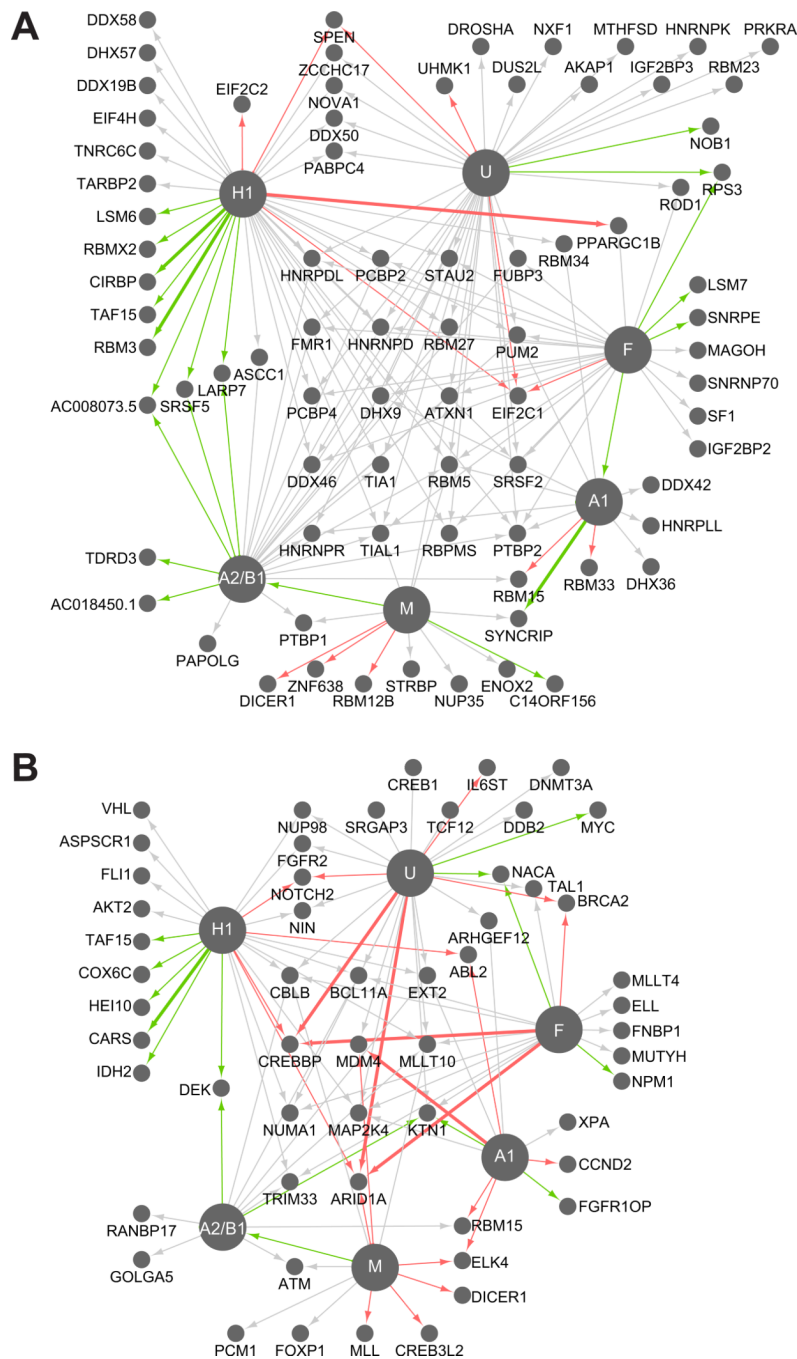 A
DDX58
DHX57
DDX19B
EIF4H
TNRC6C
TARBP2
LSM6
RBMX2
CIRBP
TAF15
RBM3
AC008073.5
EIF2C2
SPEN
ZCCHC17
NOVA1
DDX50
PABPC4
DROSHA
NXF1
MTHFSD
HNRNPK
PRKRA
UHMK1
DUS2L
AKAP1
IGF2BP3
RBM23
NOB1
RPS3
ROD1
PPARGC1B
RBM34
H1
U
HNRPDL
PCBP2
STAU2
FUBP3
FMR1
HNRNPD
RBM27
PUM2
F
LSM7
SNRPE
MAGOH
SNRNP70
SF1
IGF2BP2
ASCC1
LARP7
SRSF5
PCBP4
DHX9
ATXN1
EIF2C1
DDX46
TIA1
RBM5
SRSF2
A1
DDX42
HNRPLL
DHX36
RBM33
HNRNPR
TIAL1
RBPMS
PTBP2
TDRD3
AC018450.1
A2/B1
M
RBM15
SYNCRIP
PAPOLG
PTBP1
DICER1
ZNF638
RBM12B
STRBP
NUP35
ENOX2
C14ORF156
B
VHL
ASPSCR1
FLI1
AKT2
TAF15
COX6C
HEI10
CARS
IDH2
DEK
NUP98
FGFR2
NOTCH2
NIN
CREB1
IL6ST
DNMT3A
SRGAP3
TCF12
DDB2
MYC
NACA
TAL1
BRCA2
ARHGEF12
ABL2
H1
U
CBLB
BCL11A
EXT2
CREBBP
MDM4
MLLT10
F
MLLT4
ELL
FNBP1
MUTYH
NPM1
NUMA1
MAP2K4
KTN1
A1
XPA
CCND2
FGFR1OP
TRIM33
ARID1A
A2/B1
RANBP17
GOLGA5
ATM
M
RBM15
ELK4
DICER1
PCM1
FOXP1
MLL
CREB3L2